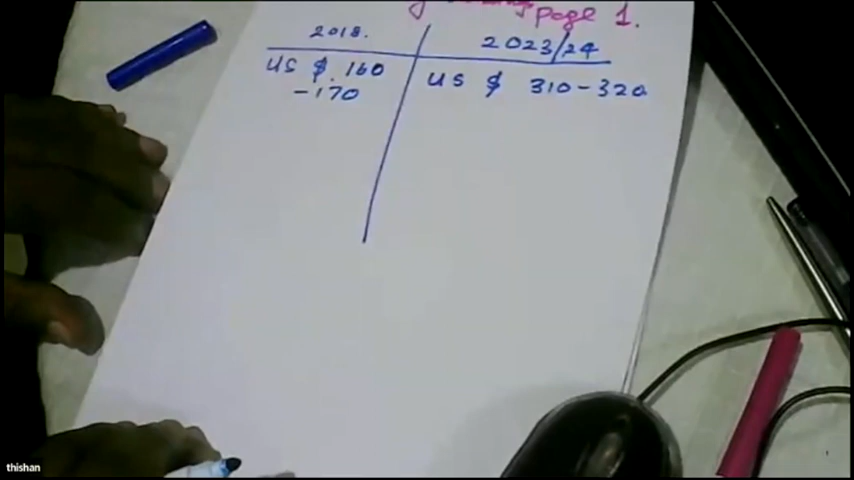 page 1.
2018.
2023/24
US $. 160
-170
US $ 310-320
thishan